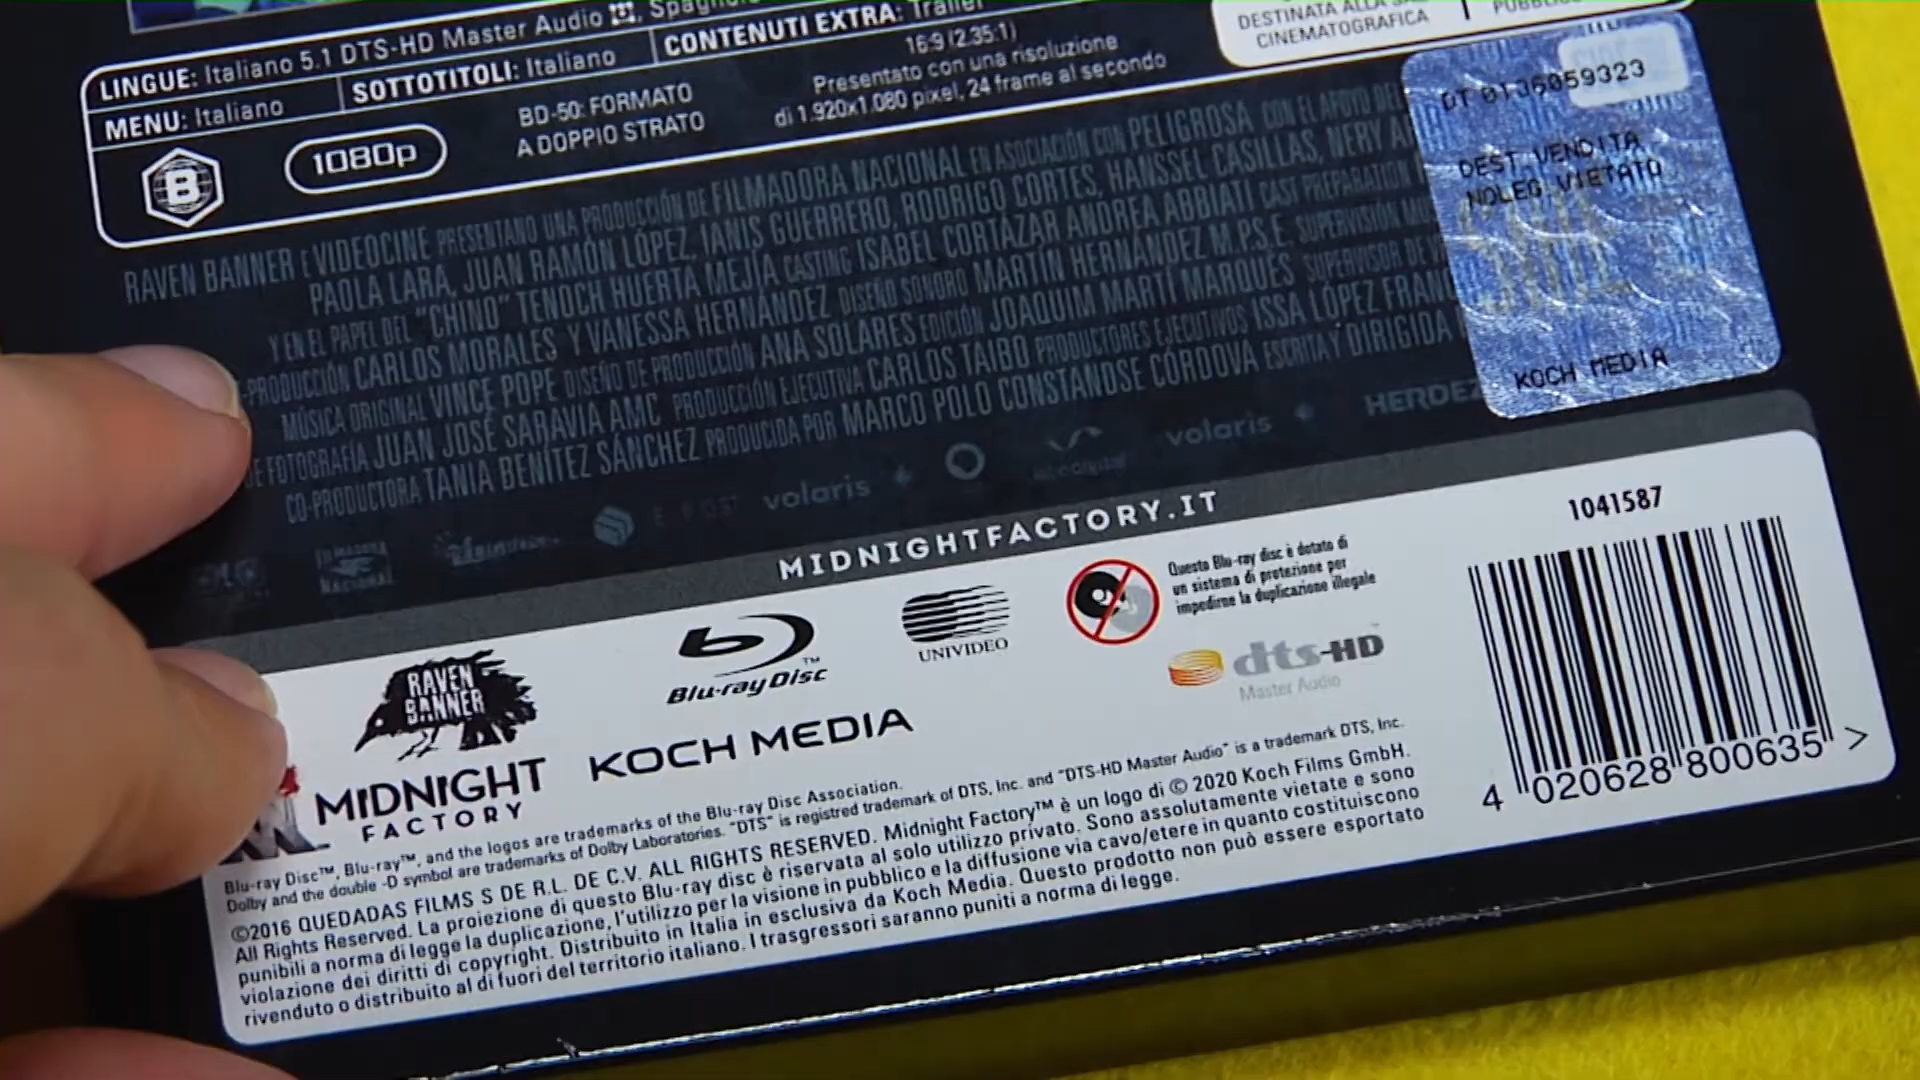 LINGUE: Italiano 5.1 DTS-HD Master Audio
CONTENUTI EXTRA: Trailer
MENU: Italiano
SOTTOTITOLI: Italiano
B
1080p
BD-50: FORMATO
A DOPPIO STRATO
16:9 (2.35:1)
Presentato con una risoluzione
di 1.920x1.080 pixel, 24 frame al secondo
DESTINATA ALLA
CINEMATOGRAFICA
DT 0136059323
DEST.VENDITA
NOLEG.VIETATO
KOCH MEDIA
RAVEN BANNER E VIDEOCINE PRESENTANO UNA PRODUCCIÓN DE FILMADORA NACIONAL EN ASOCIACIÓN CON PELIGROSA CON EL APOYO DEL
PAOLA LARA, JUAN RAMÓN LÓPEZ, IANIS GUERRERO, RODRIGO CORTES, HANSSEL CASILLAS, NERY
Y EN EL PAPEL DEL "CHINO" TENOCH HUERTA MEJÍA CASTING ISABEL CORTÁZAR ANDREA ABBIATI CAST PREPARATION
PRODUCCIÓN CARLOS MORALES Y VANESSA HERNÁNDEZ DISEÑO SONORO MARTÍN HERNÁNDEZ M.P.S.E. SUPERVISIÓN
MÚSICA ORIGINAL VINCE POPE DISEÑO DE PRODUCCIÓN ANA SOLARES EDICIÓN JOAQUIM MARTÍ MARQUÉS SUPERVISOR DE
DE FOTOGRAFÍA JUAN JOSÉ SARAVIA AMC PRODUCCIÓN EJECUTIVA CARLOS TAIBO PRODUCTORES EJECUTIVOS ISSA LÓPEZ
CO-PRODUCTORA TANIA BENÍTEZ SÁNCHEZ PRODUCIDA POR MARCO POLO CONSTANDSE CÓRDOVA ESCRITA Y DIRIGIDA
volaris
volaris
HERDEZ
MIDNIGHTFACTORY.IT
RAVEN
BANNER
Blu-ray Disc™
UNIVIDEO
Questo Blu-ray disc è dotato di
un sistema di protezione per
impedirne la duplicazione illegale
dts-HD
Master Audio
1041587
4 020628 800635 >
MIDNIGHT
FACTORY
KOCH MEDIA
Blu-ray Disc™, Blu-ray™, and the logos are trademarks of the Blu-ray Disc Association.
Dolby and the double -D symbol are trademarks of Dolby Laboratories. "DTS" is registred trademark of DTS, Inc. and "DTS-HD Master Audio" is a trademark DTS, Inc.
©2016 QUEDADAS FILMS S DE R.L. DE C.V. ALL RIGHTS RESERVED. Midnight Factory™ è un logo di © 2020 Koch Films GmbH.
All Rights Reserved. La proiezione di questo Blu-ray disc è riservata al solo utilizzo privato. Sono assolutamente vietate e sono
punibili a norma di legge la duplicazione, l'utilizzo per la visione in pubblico e la diffusione via cavo/etere in quanto costituiscono
violazione dei diritti di copyright. Distribuito in Italia in esclusiva da Koch Media. Questo prodotto non può essere esportato
rivenduto o distribuito al di fuori del territorio italiano. I trasgressori saranno puniti a norma di legge.